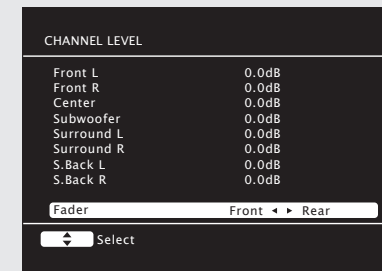 CHANNEL LEVEL
Front L 0.0dB
Front R 0.0dB
Center 0.0dB
Subwoofer 0.0dB
Surround L 0.0dB
Surround R 0.0dB
S.Back L 0.0dB
S.Back R 0.0dB
Fader Front ◄ ► Rear
Select